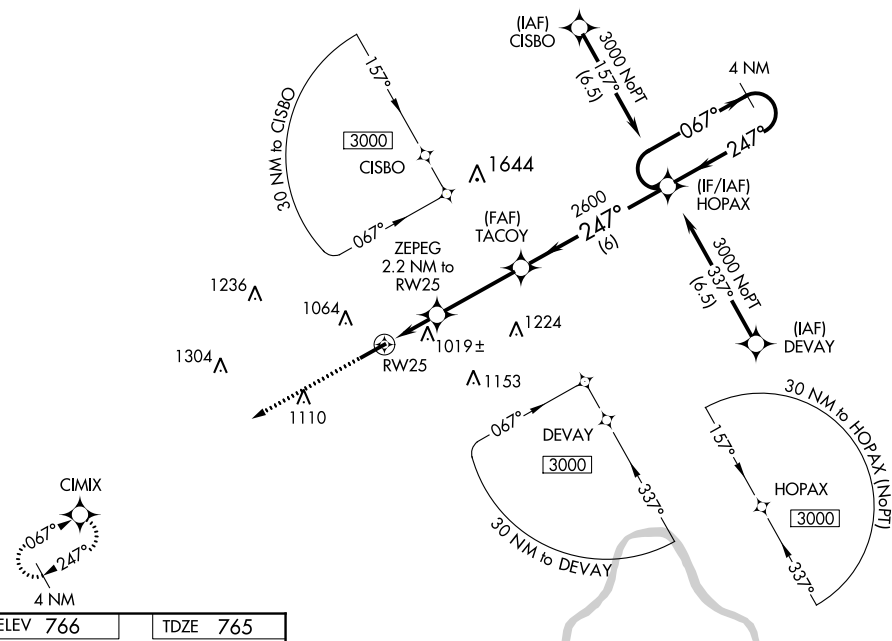 (IAF)
CISBO
3000 NoPT
157°
(6.5)
4 NM
067°
247°
(IF/IAF)
HOPAX
30 NM to CISBO
157°
3000
CISBO
067°
1644
(FAF)
TACOY
2600
247°
(6)
ZEPEG
2.2 NM to
RW25
3000 NoPT
337°
(6.5)
(IAF)
DEVAY
1236
1064
1304
1019±
1224
RW25
1153
1110
067°
DEVAY
3000
337°
30 NM to DEVAY
30 NM to HOPAX (NoPT)
157°
HOPAX
3000
337°
CIMIX
067°
247°
4 NM
ELEV 766
TDZE 765